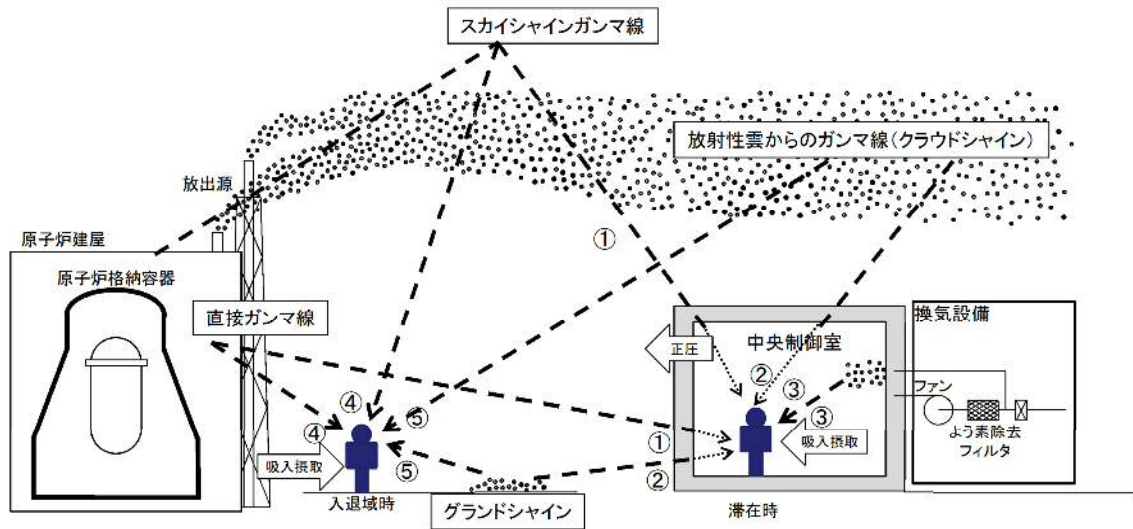 スカイシャインガンマ線
放射性雲からのガンマ線(クラウドシャイン)
放出源
①
原子炉建屋
原子炉格納容器
直接ガンマ線
換気設備
正圧
中央制御室
②
③
ファン
④
⑤
③
④
①
吸入摂取
よう素除去
フィルタ
吸入摂取
⑤
②
入退域時
グランドシャイン
滞在時